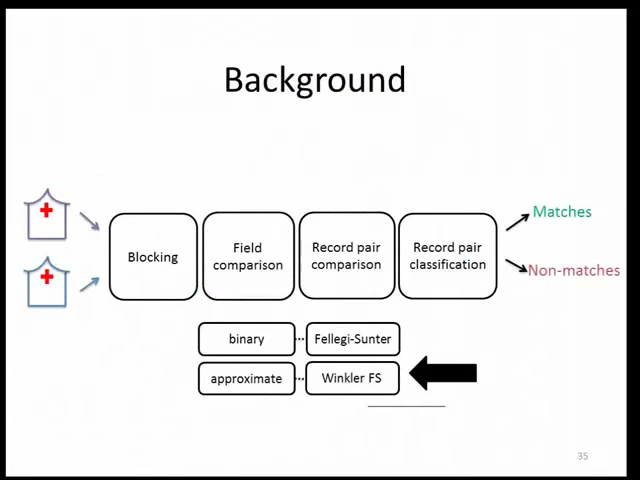 Background
Blocking
Field
comparison
Record pair
comparison
Record pair
classification
Matches
Non-matches
binary
Fellegi-Sunter
approximate
Winkler FS
35